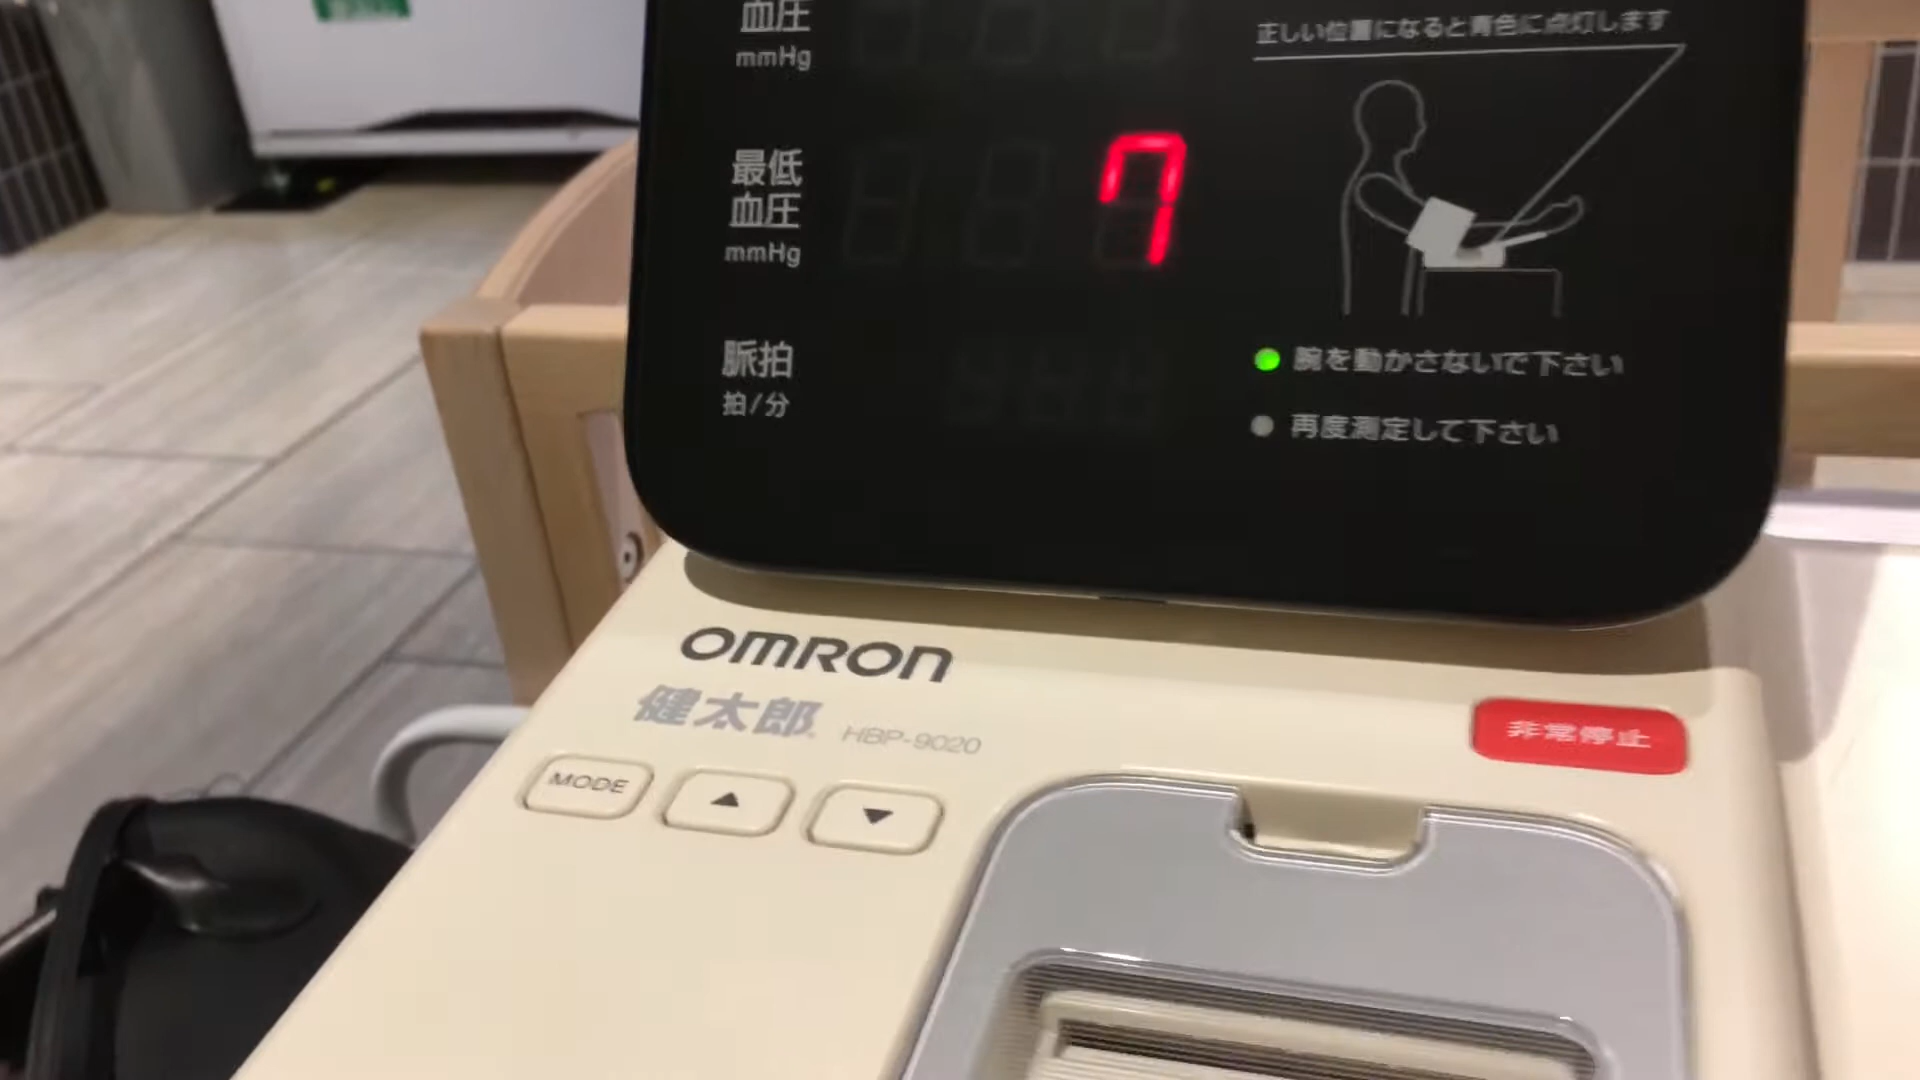 血圧
mmHg
正しい位置になると青色に点灯します
最低
血圧
mmHg
7
脈拍
拍/分
腕を動かさないで下さい
再度測定して下さい
OMRON
健太郎 HBP-9020
非常停止
MODE ▲ ▼